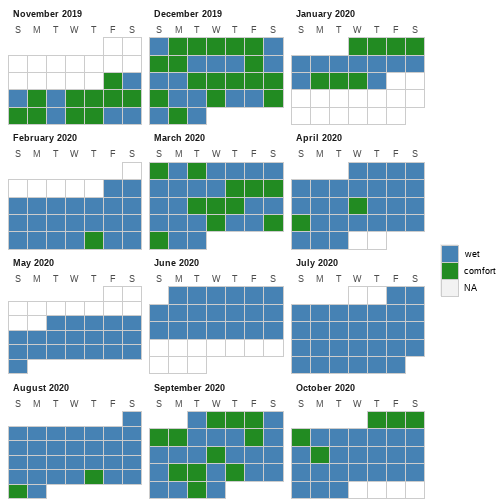 November 2019
S M T W T F S
December 2019
S M T W T F S
January 2020
S M T W T F S
February 2020
S M T W T F S
March 2020
S M T W T F S
April 2020
S M T W T F S
wet
comfort
NA
May 2020
S M T W T F S
June 2020
S M T W T F S
July 2020
S M T W T F S
August 2020
S M T W T F S
September 2020
S M T W T F S
October 2020
S M T W T F S